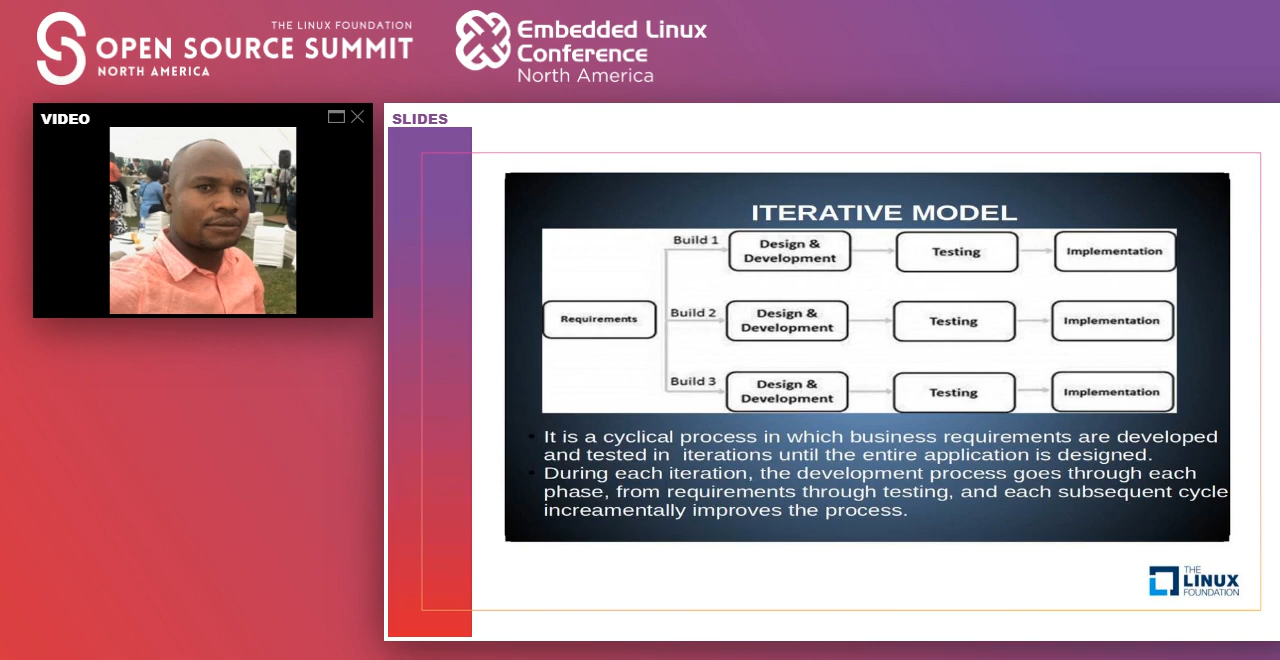 THE LINUX FOUNDATION
OPEN SOURCE SUMMIT
NORTH AMERICA
Embedded Linux
Conference
North America
VIDEO
SLIDES
ITERATIVE MODEL
Build 1
Design &
Development
Testing
Implementation
Requirements
Build 2
Design &
Development
Testing
Implementation
Build 3
Design &
Development
Testing
Implementation
• It is a cyclical process in which business requirements are developed
and tested in  iterations until the entire application is designed.
• During each iteration, the development process goes through each
phase, from requirements through testing, and each subsequent cycle
increamentally improves the process.
THE
LINUX
FOUNDATION